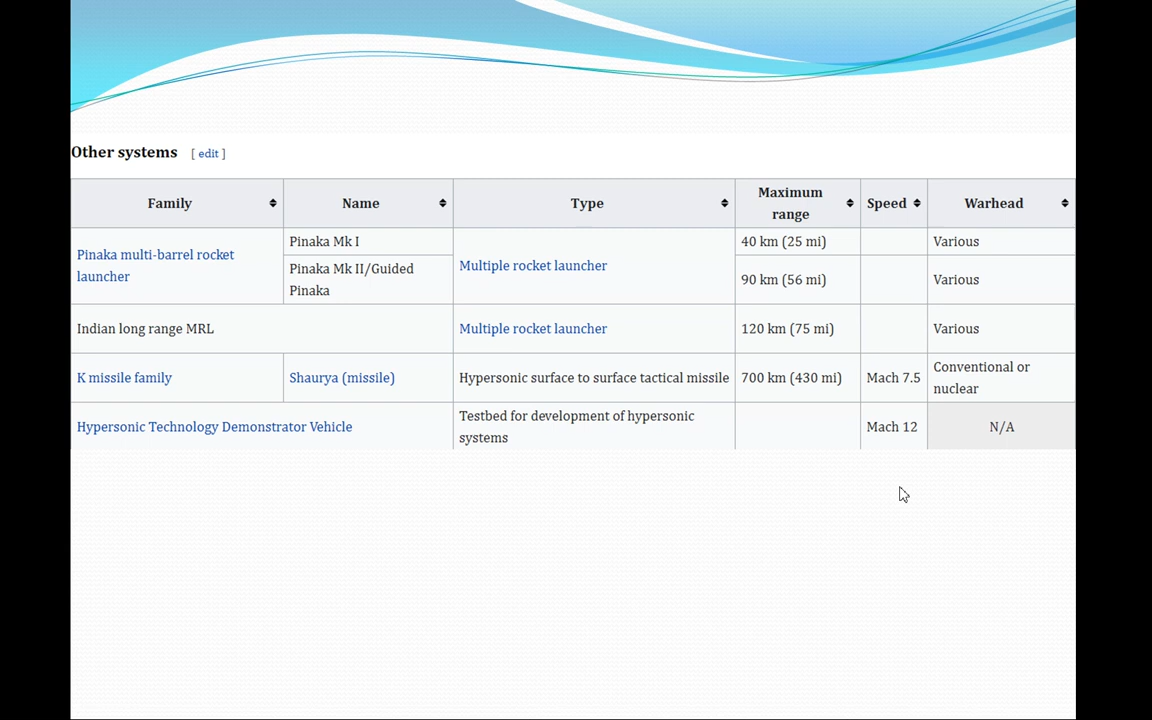 Other systems [ edit ]
Family Name Type Maximum range Speed Warhead
Pinaka multi-barrel rocket launcher Pinaka Mk I Multiple rocket launcher 40 km (25 mi) Various
Pinaka Mk II/Guided Pinaka 90 km (56 mi) Various
Indian long range MRL Multiple rocket launcher 120 km (75 mi) Various
K missile family Shaurya (missile) Hypersonic surface to surface tactical missile 700 km (430 mi) Mach 7.5 Conventional or nuclear
Hypersonic Technology Demonstrator Vehicle Testbed for development of hypersonic systems Mach 12 N/A